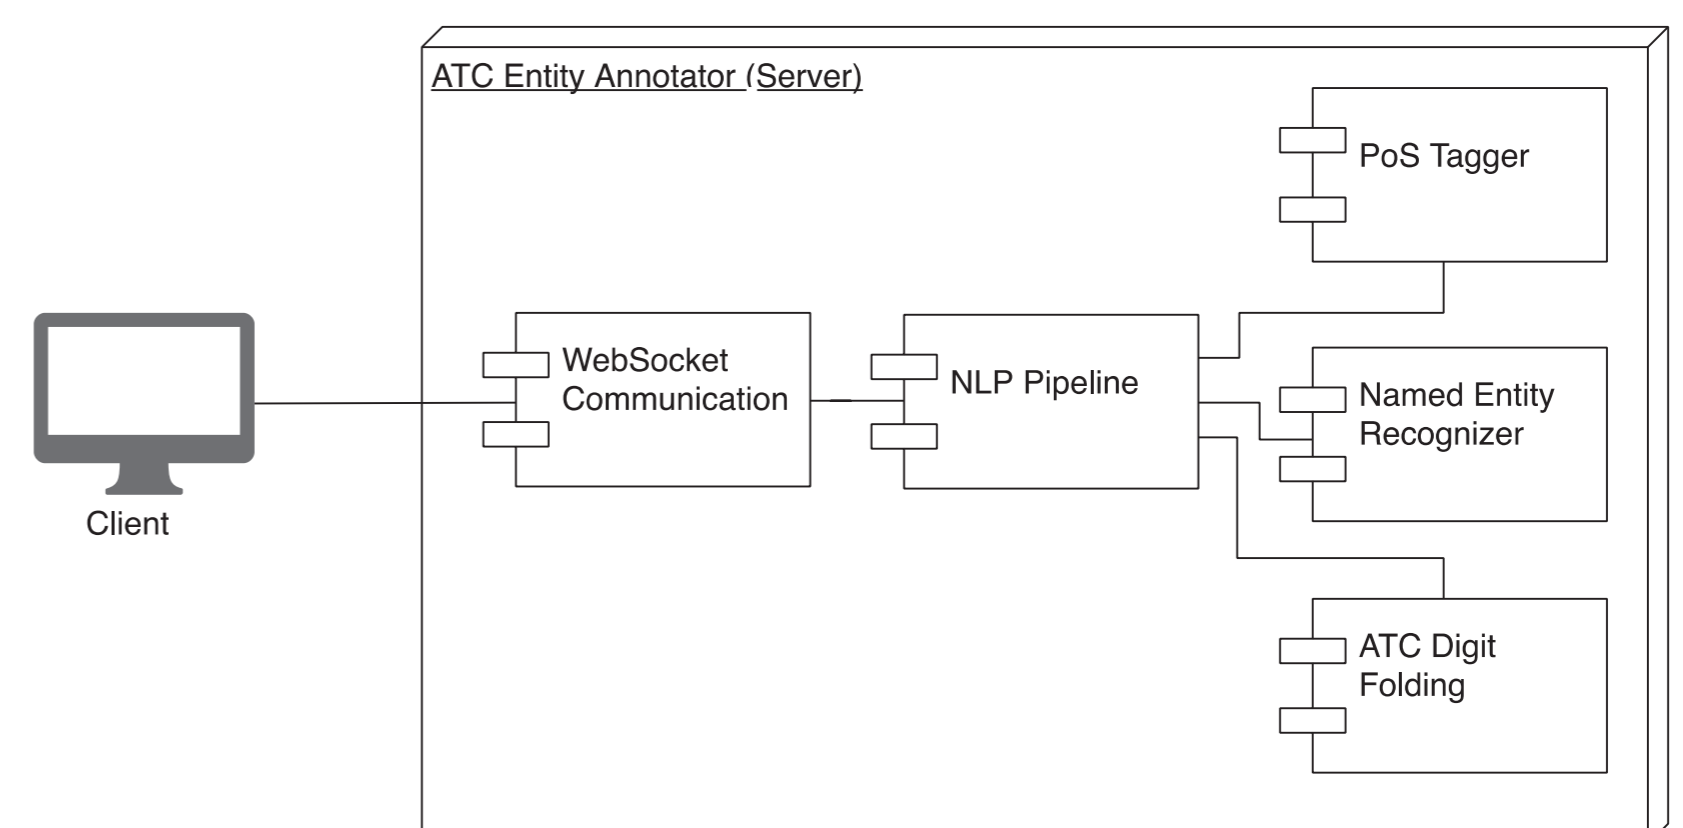 ATC Entity Annotator (Server)
PoS Tagger
WebSocket
Communication
NLP Pipeline
Named Entity
Recognizer
Client
ATC Digit
Folding